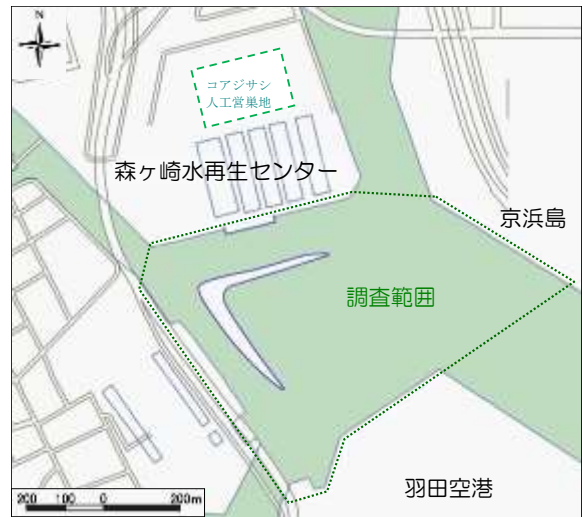 N
コアジサシ
人工営巣地
森ヶ崎水再生センター
京浜島
調査範囲
羽田空港
200 100 0 200m